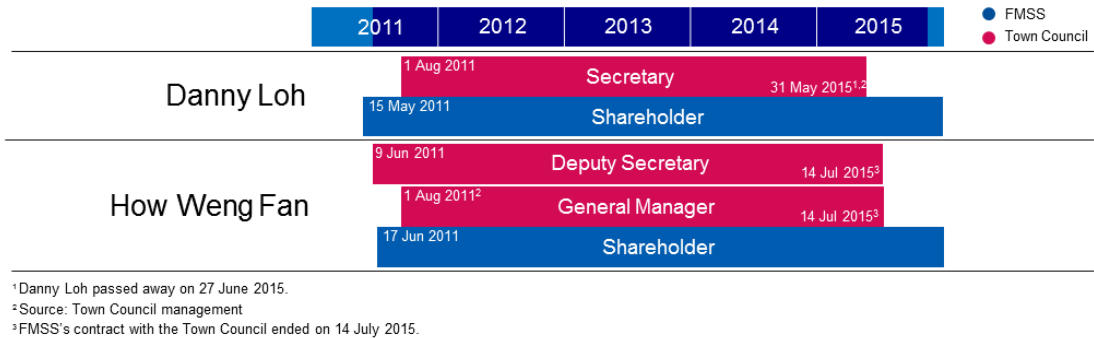 2011 2012 2013 2014 2015
FMSS
Town Council
Danny Loh
1 Aug 2011
Secretary
31 May 2015¹,²
15 May 2011
Shareholder
How Weng Fan
9 Jun 2011
Deputy Secretary
14 Jul 2015³
1 Aug 2011²
General Manager
14 Jul 2015³
17 Jun 2011
Shareholder
¹Danny Loh passed away on 27 June 2015.
²Source: Town Council management
³FMSS's contract with the Town Council ended on 14 July 2015.